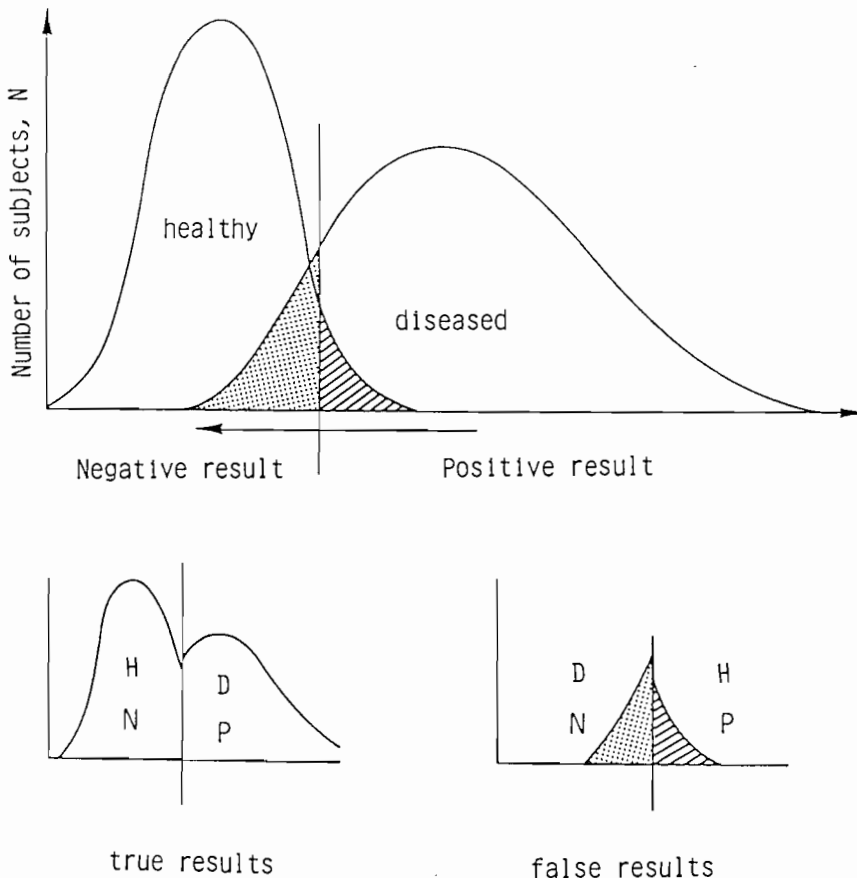 Number of subjects, N
healthy
diseased
Negative result
Positive result
H
N
D
P
D
N
H
P
true results
false results